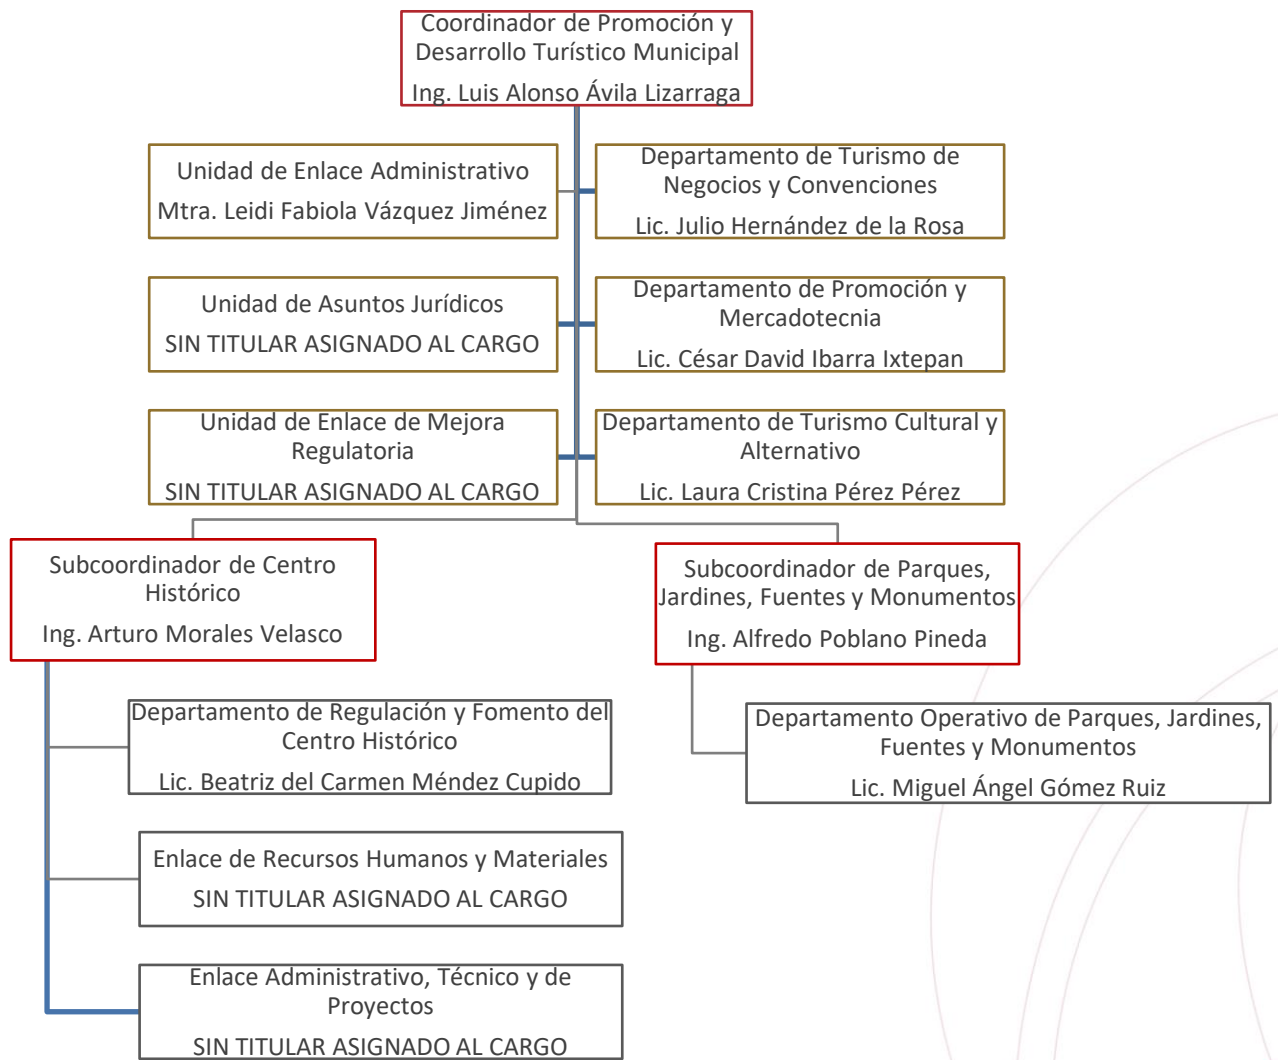 Coordinador de Promoción y
Desarrollo Turístico Municipal
Ing. Luis Alonso Ávila Lizarraga
Unidad de Enlace Administrativo
Mtra. Leidi Fabiola Vázquez Jiménez
Departamento de Turismo de
Negocios y Convenciones
Lic. Julio Hernández de la Rosa
Unidad de Asuntos Jurídicos
SIN TITULAR ASIGNADO AL CARGO
Departamento de Promoción y
Mercadotecnia
Lic. César David Ibarra Ixtepan
Unidad de Enlace de Mejora
Regulatoria
SIN TITULAR ASIGNADO AL CARGO
Departamento de Turismo Cultural y
Alternativo
Lic. Laura Cristina Pérez Pérez
Subcoordinador de Centro
Histórico
Ing. Arturo Morales Velasco
Subcoordinador de Parques,
Jardines, Fuentes y Monumentos
Ing. Alfredo Poblano Pineda
Departamento de Regulación y Fomento del
Centro Histórico
Lic. Beatriz del Carmen Méndez Cupido
Departamento Operativo de Parques, Jardines,
Fuentes y Monumentos
Lic. Miguel Ángel Gómez Ruiz
Enlace de Recursos Humanos y Materiales
SIN TITULAR ASIGNADO AL CARGO
Enlace Administrativo, Técnico y de
Proyectos
SIN TITULAR ASIGNADO AL CARGO